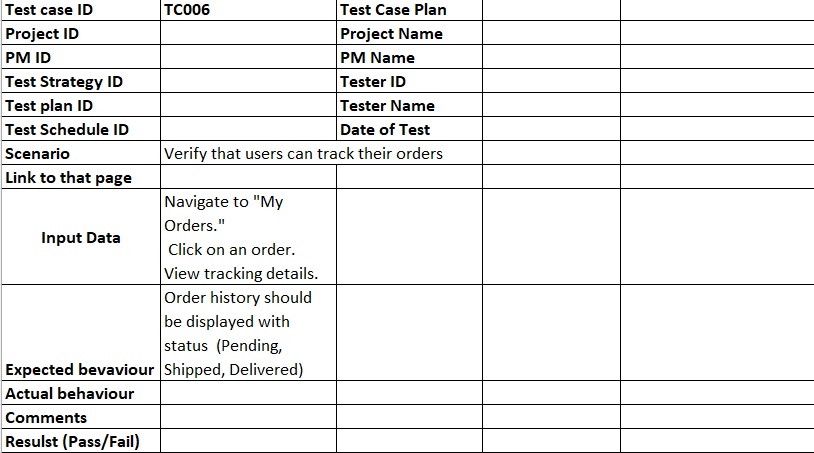 Test case ID TC006 Test Case Plan
Project ID Project Name
PM ID PM Name
Test Strategy ID Tester ID
Test plan ID Tester Name
Test Schedule ID Date of Test
Scenario Verify that users can track their orders
Link to that page
Input Data
Navigate to "My
Orders."
Click on an order.
View tracking details.
Order history should
be displayed with
status (Pending,
Expected bevaviour Shipped, Delivered)
Actual behaviour
Comments
Resulst (Pass/Fail)